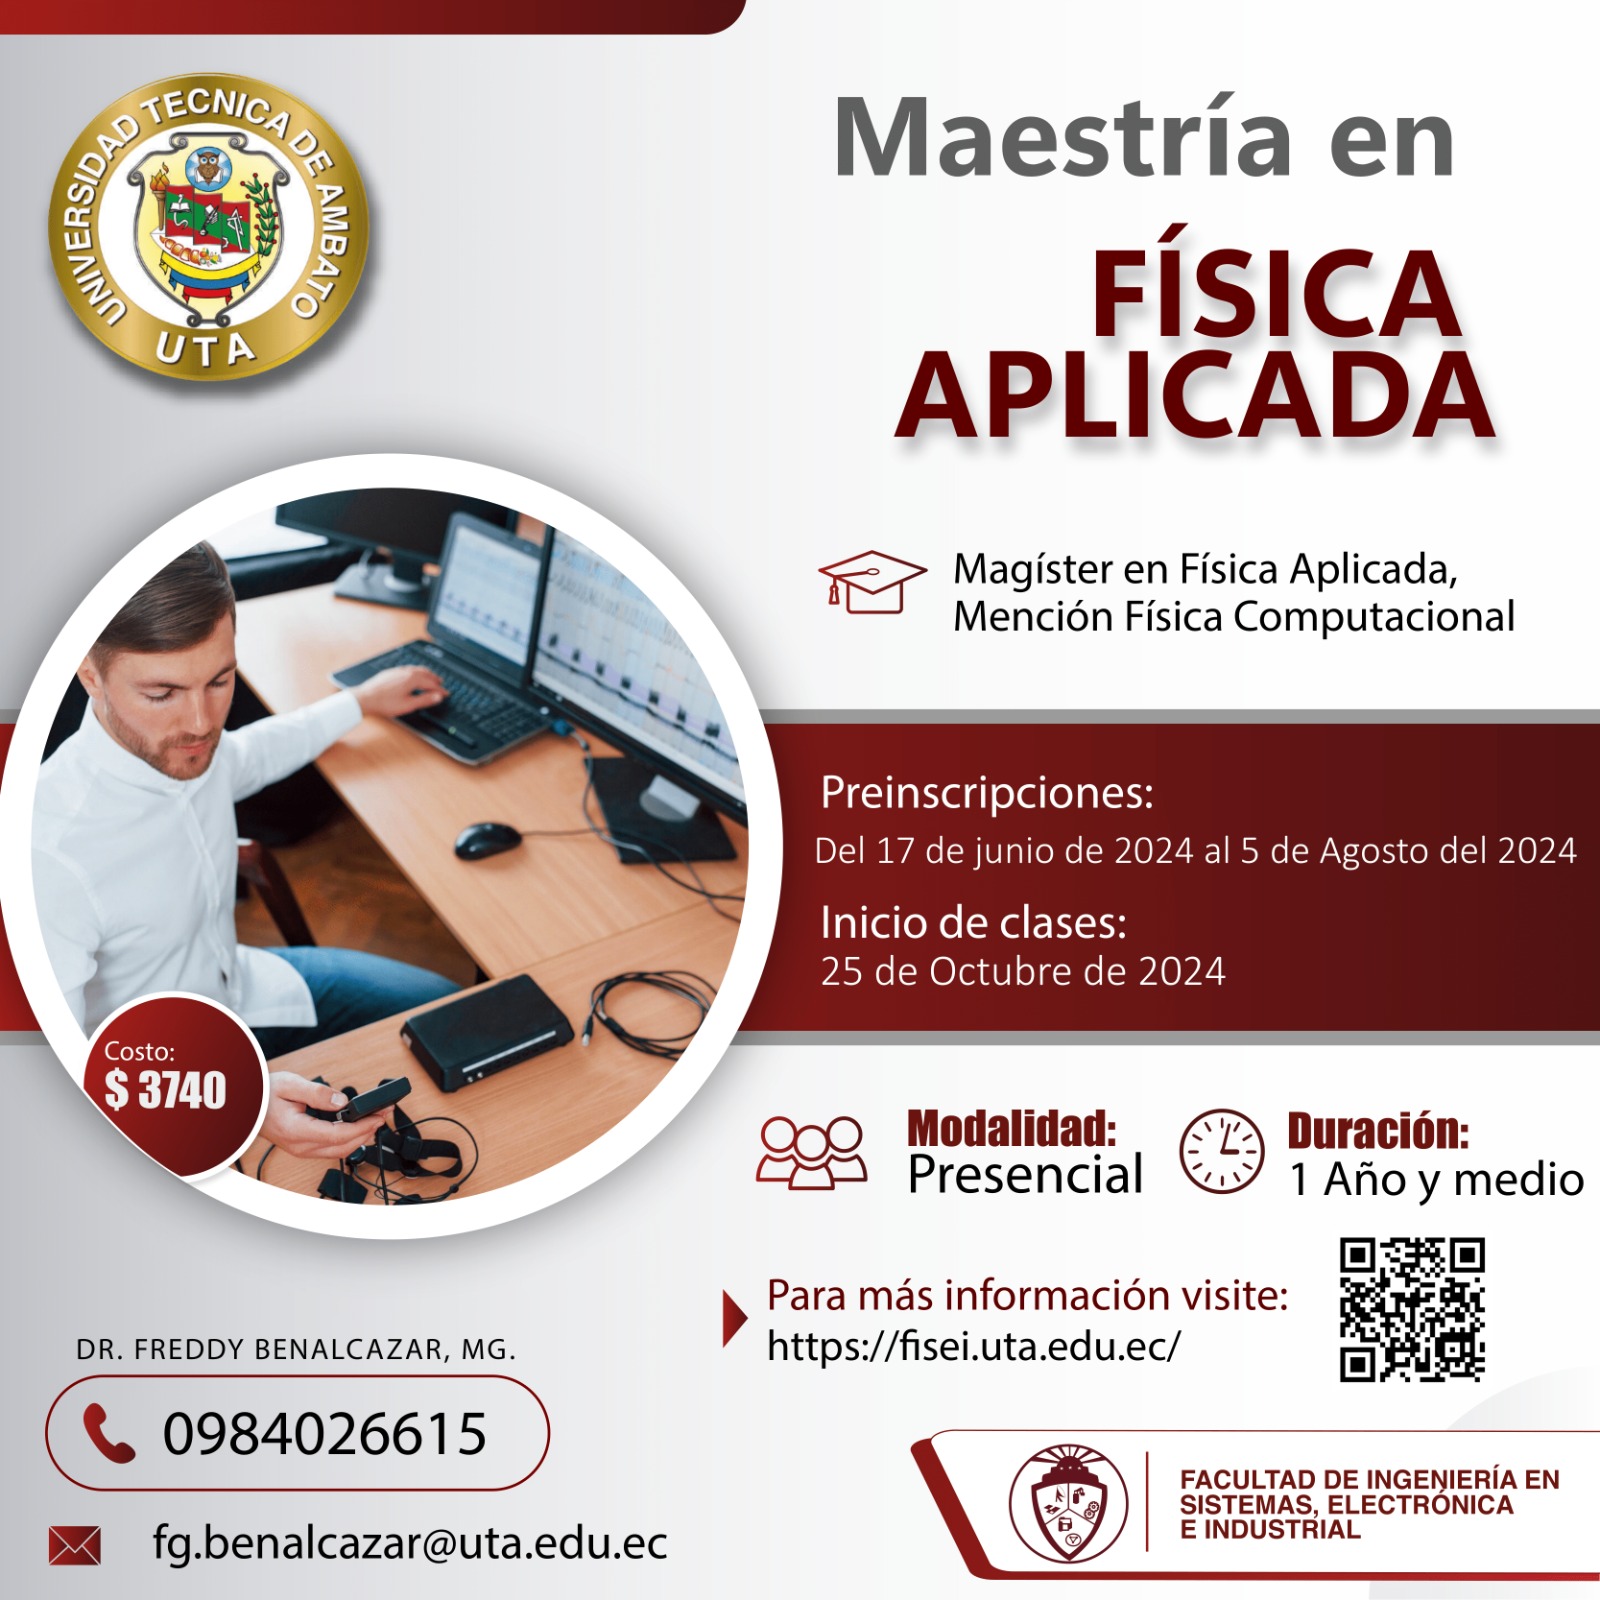 UNIVERSIDAD TECNICA DE AMBATO
UTA
Maestría en
FÍSICA
APLICADA
Magíster en Física Aplicada,
Mención Física Computacional
Preinscripciones:
Del 17 de junio de 2024 al 5 de Agosto del 2024
Inicio de clases:
25 de Octubre de 2024
Costo:
$ 3740
Modalidad:
Presencial
Duración:
1 Año y medio
Para más información visite:
https://fisei.uta.edu.ec/
DR. FREDDY BENALCAZAR, MG.
0984026615
fg.benalcazar@uta.edu.ec
FACULTAD DE INGENIERÍA EN
SISTEMAS, ELECTRÓNICA
E INDUSTRIAL